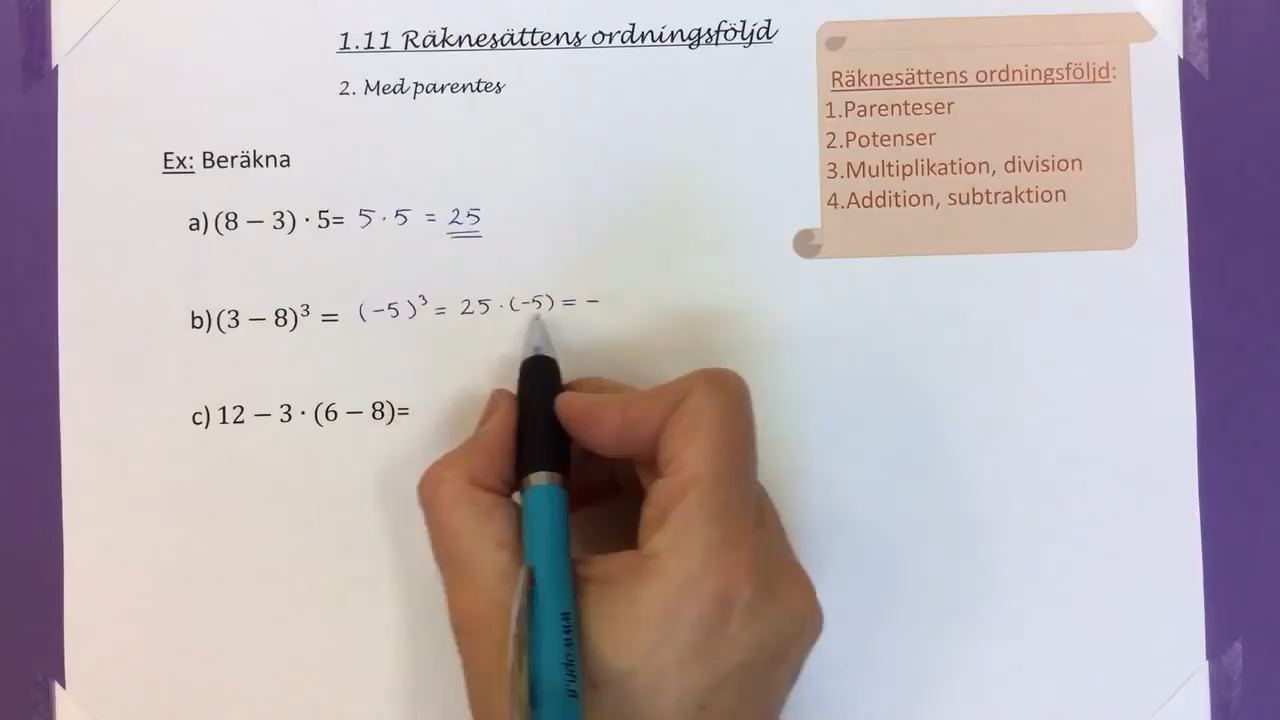 1.11 Räknesättens ordningsföljd
2. Med parentes
Ex: Beräkna
a) (8 − 3) · 5= 5 · 5 = 25
b) (3 − 8)³ = (−5)³ = 25 · (−5) = −
c) 12 − 3 · (6 − 8)=
Räknesättens ordningsföljd:
1.Parenteser
2.Potenser
3.Multiplikation, division
4.Addition, subtraktion